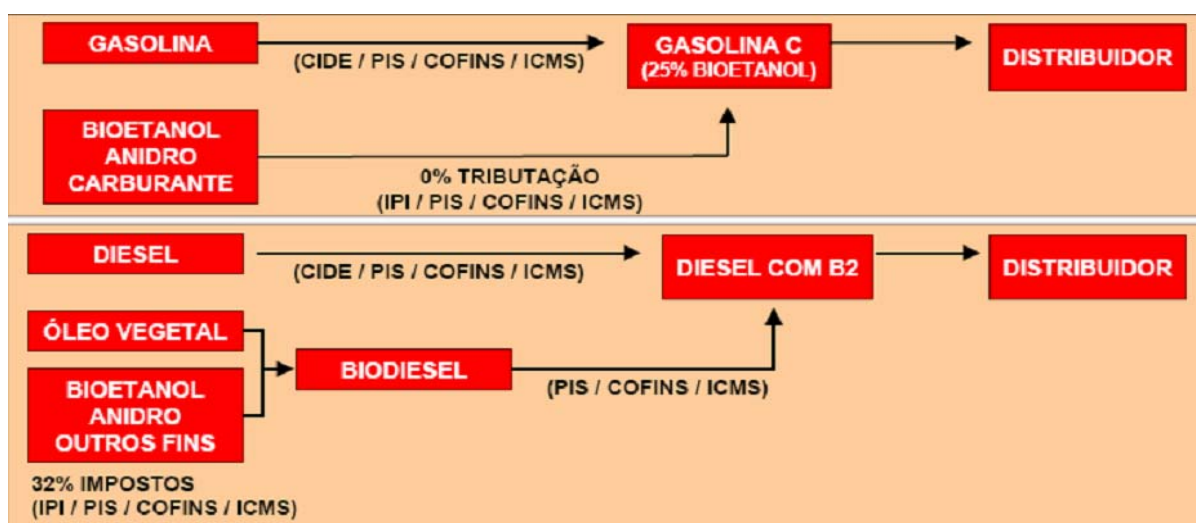 GASOLINA
(CIDE / PIS / COFINS / ICMS)
GASOLINA C
(25% BIOETANOL)
DISTRIBUIDOR
BIOETANOL
ANIDRO
CARBURANTE
0% TRIBUTAÇÃO
(IPI / PIS / COFINS / ICMS)
DIESEL
(CIDE / PIS / COFINS / ICMS)
DIESEL COM B2
DISTRIBUIDOR
ÓLEO VEGETAL
BIODIESEL
(PIS / COFINS / ICMS)
BIOETANOL
ANIDRO
OUTROS FINS
32% IMPOSTOS
(IPI / PIS / COFINS / ICMS)